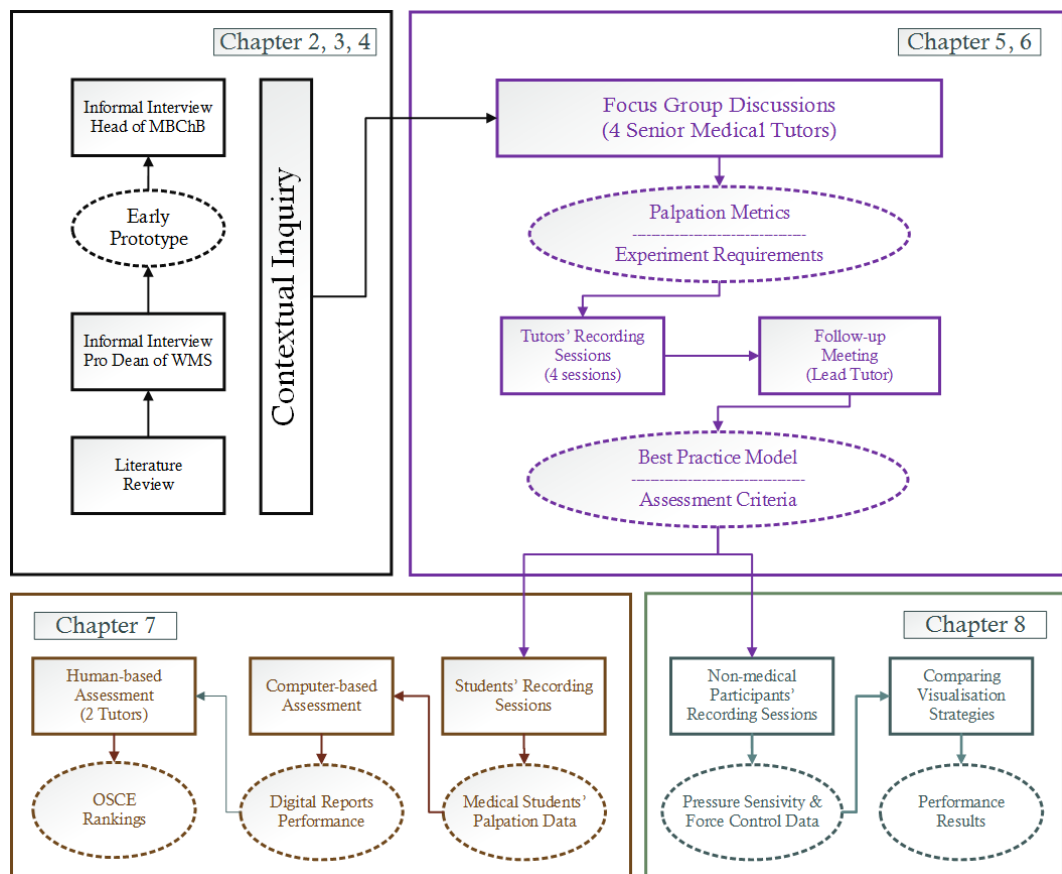 Chapter 2, 3, 4
Informal Interview
Head of MBChB
Early
Prototype
Informal Interview
Pro Dean of WMS
Literature
Review
Contextual Inquiry
Chapter 5, 6
Focus Group Discussions
(4 Senior Medical Tutors)
Palpation Metrics
Experiment Requirements
Tutors' Recording
Sessions
(4 sessions)
Follow-up
Meeting
(Lead Tutor)
Best Practice Model
Assessment Criteria
Chapter 7
Human-based
Assessment
(2 Tutors)
Computer-based
Assessment
Students' Recording
Sessions
OSCE
Rankings
Digital Reports
Performance
Medical Students'
Palpation Data
Chapter 8
Non-medical
Participants'
Recording Sessions
Comparing
Visualisation
Strategies
Pressure Sensivity &
Force Control Data
Performance
Results